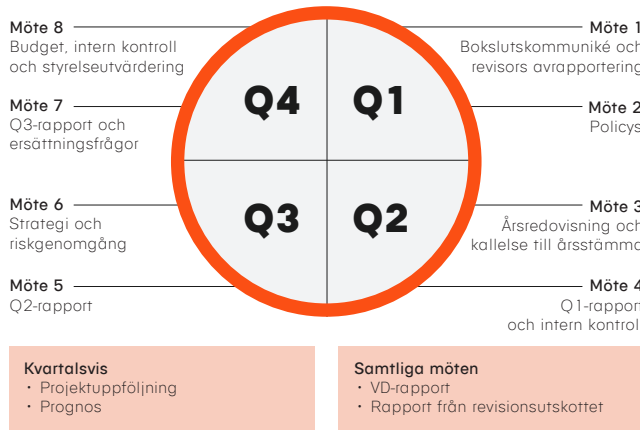 Möte 8
Budget, intern kontroll
och styrelseutvärdering
Möte 7
Q3-rapport och
ersättningsfrågor
Möte 6
Strategi och
riskgenomgång
Möte 5
Q2-rapport
Q4
Q1
Q3
Q2
Möte 1
Bokslutskommuniké och
revisors avrapportering
Möte 2
Policys
Möte 3
Årsredovisning och
kallelse till årsstämma
Möte 4
Q1-rapport
och intern kontroll
Kvartalsvis
• Projektuppföljning
• Prognos
Samtliga möten
• VD-rapport
• Rapport från revisionsutskottet